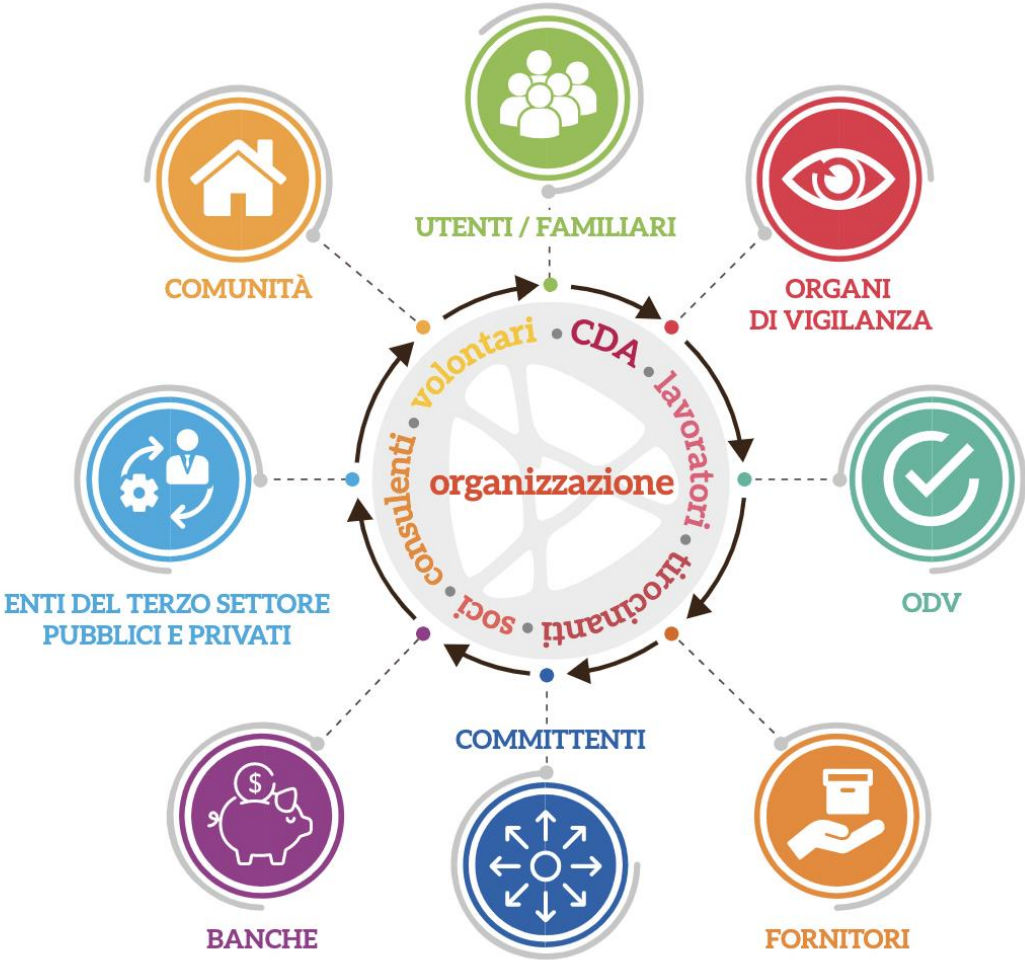 UTENTI / FAMILIARI
COMUNITÀ
ORGANI
DI VIGILANZA
volontari • CDA • lavoratori • tirocinanti • soci • consulenti •
organizzazione
ENTI DEL TERZO SETTORE
PUBBLICI E PRIVATI
ODV
COMMITTENTI
$
BANCHE
FORNITORI